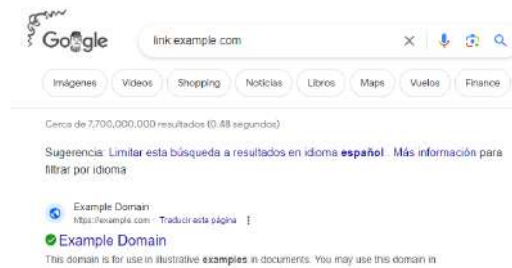 Google
link:example.com
Imágenes Videos Shopping Noticias Libros Maps Vuelos Finance
Cerca de 7,700,000,000 resultados (0.48 segundos)
Sugerencia: Limitar esta búsqueda a resultados en idioma español. Más información para
filtrar por idioma
Example Domain
https://example.com · Traducir esta página
Example Domain
This domain is for use in illustrative examples in documents. You may use this domain in